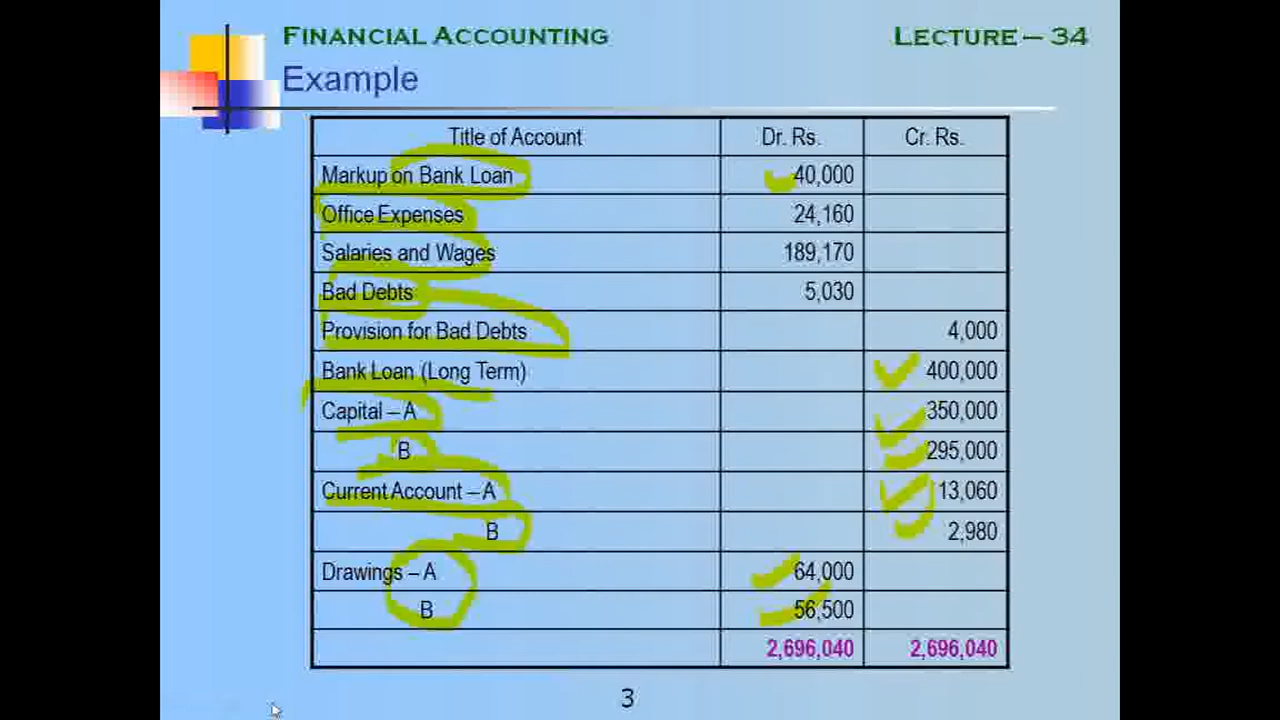 FINANCIAL ACCOUNTING LECTURE – 34
Example
Title of Account Dr. Rs. Cr. Rs.
Markup on Bank Loan 40,000
Office Expenses 24,160
Salaries and Wages 189,170
Bad Debts 5,030
Provision for Bad Debts 4,000
Bank Loan (Long Term) 400,000
Capital – A 350,000
B 295,000
Current Account – A 13,060
B 2,980
Drawings – A 64,000
B 56,500
2,696,040 2,696,040
3